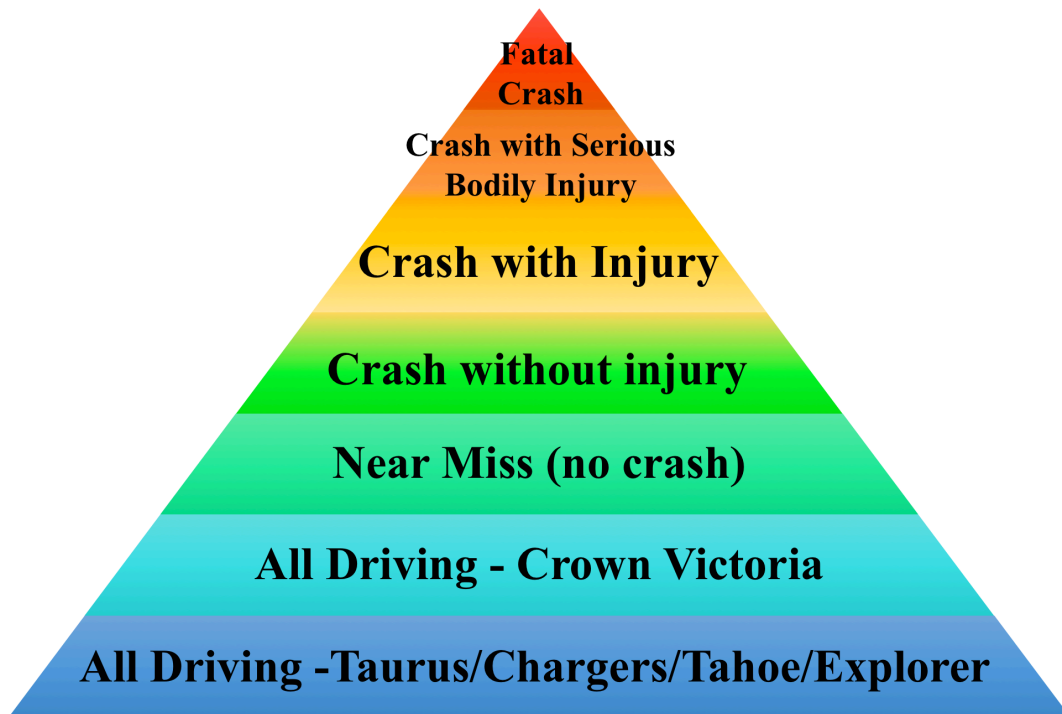 Fatal
Crash
Crash with Serious
Bodily Injury
Crash with Injury
Crash without injury
Near Miss (no crash)
All Driving - Crown Victoria
All Driving -Taurus/Chargers/Tahoe/Explorer